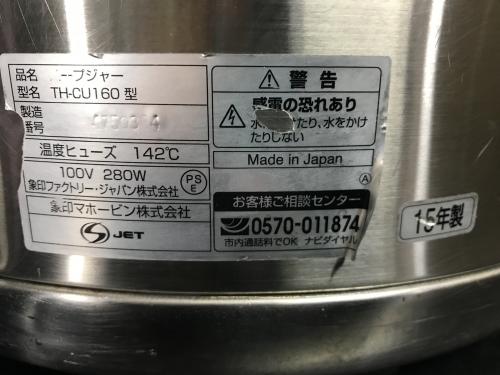 品名 ープジャー
型名 TH-CU160 型
製造
番号
温度ヒューズ 142℃
100V 280W
象印ファクトリー・ジャパン株式会社
PS
E
象印マホービン株式会社
S JET
警告
感電の恐れあり
水につけたり、水をかけ
たりしない
Made in Japan
A
お客様ご相談センター
0570-011874
市内通話料でOK ナビダイヤル
15年製